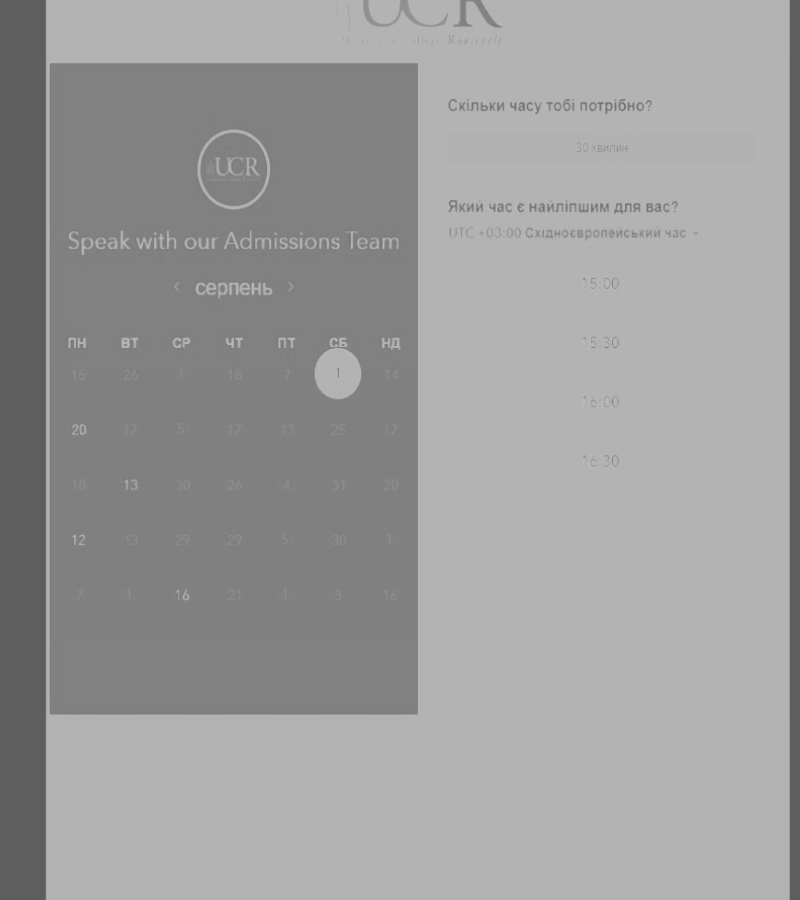 UCR
University College Roosevelt
UCR
Speak with our Admissions Team
< серпень >
ПН ВТ СР ЧТ ПТ СБ НД
15 26 1 18 7 1 14
20 17 5 17 13 25 17
18 13 30 26 4 31 20
12 13 29 29 5 30 1
7 1 16 21 1 3 16
Скільки часу тобі потрібно?
30 хвилин
Який час є найліпшим для вас?
UTC +03:00 Східноєвропейський час
15:00
15:30
16:00
16:30